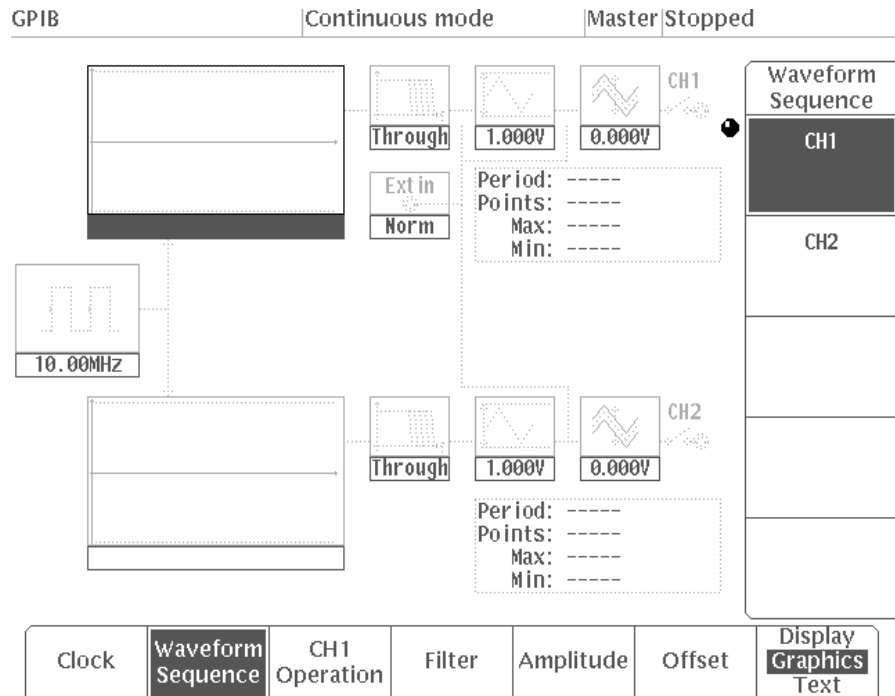 GPIB
Continuous mode
Master
Stopped
Through
1.000V
0.000V
CH1
Ext in
Norm
Period: -----
Points: -----
Max: -----
Min: -----
10.00MHz
Through
1.000V
0.000V
CH2
Period: -----
Points: -----
Max: -----
Min: -----
Waveform
Sequence
CH1
CH2
Clock
Waveform
Sequence
CH1
Operation
Filter
Amplitude
Offset
Display
Graphics
Text